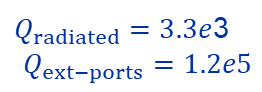 Q_radiated = 3.3e3
Q_ext−ports = 1.2e5